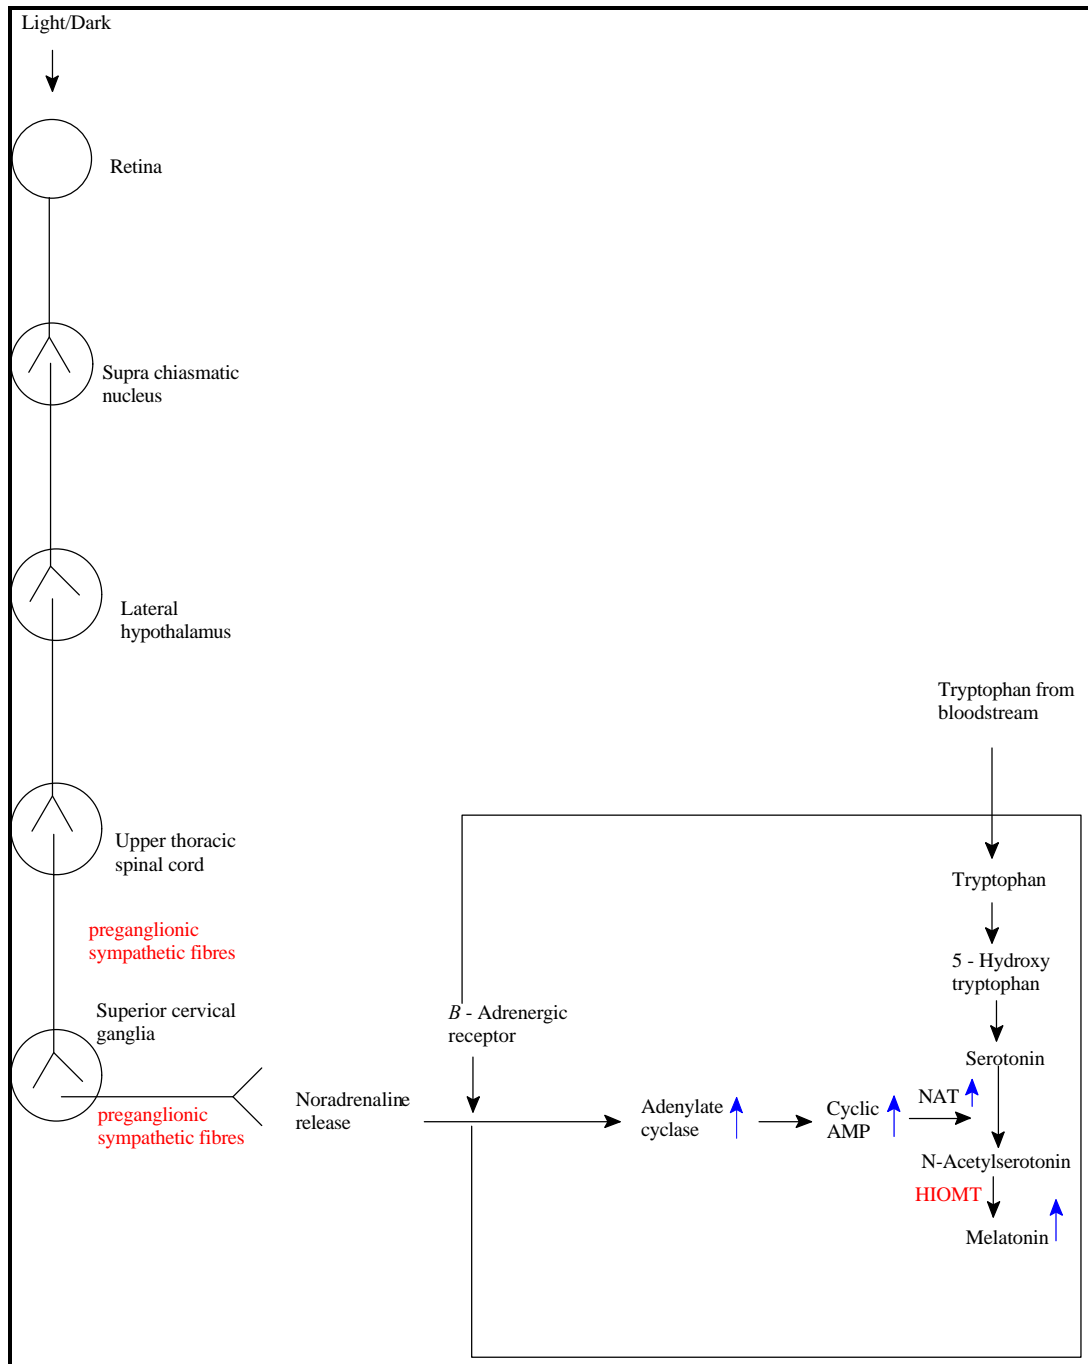 Light/Dark
Retina
Supra chiasmatic
nucleus
Lateral
hypothalamus
Upper thoracic
spinal cord
preganglionic
sympathetic fibres
Superior cervical
ganglia
preganglionic
sympathetic fibres
Noradrenaline
release
B - Adrenergic
receptor
Adenylate
cyclase
Cyclic
AMP
NAT
Tryptophan from
bloodstream
Tryptophan
5 - Hydroxy
tryptophan
Serotonin
N-Acetylserotonin
HIOMT
Melatonin